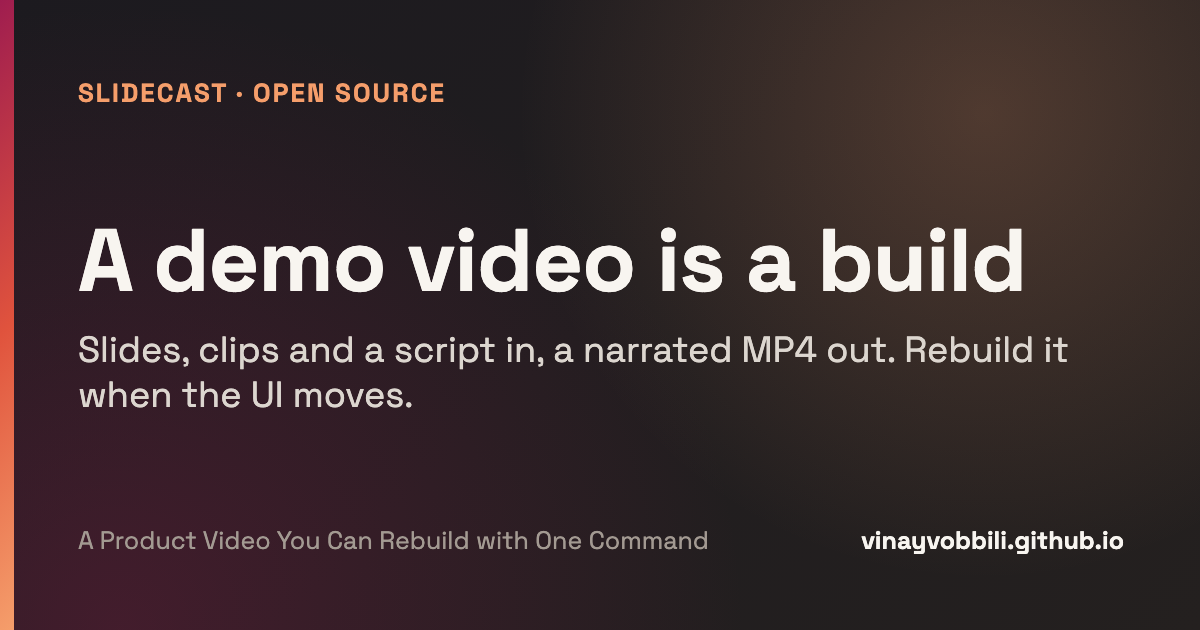 SLIDECAST · OPEN SOURCE
A demo video is a build
Slides, clips and a script in, a narrated MP4 out. Rebuild it
when the UI moves.
A Product Video You Can Rebuild with One Command
vinayvobbili.github.io